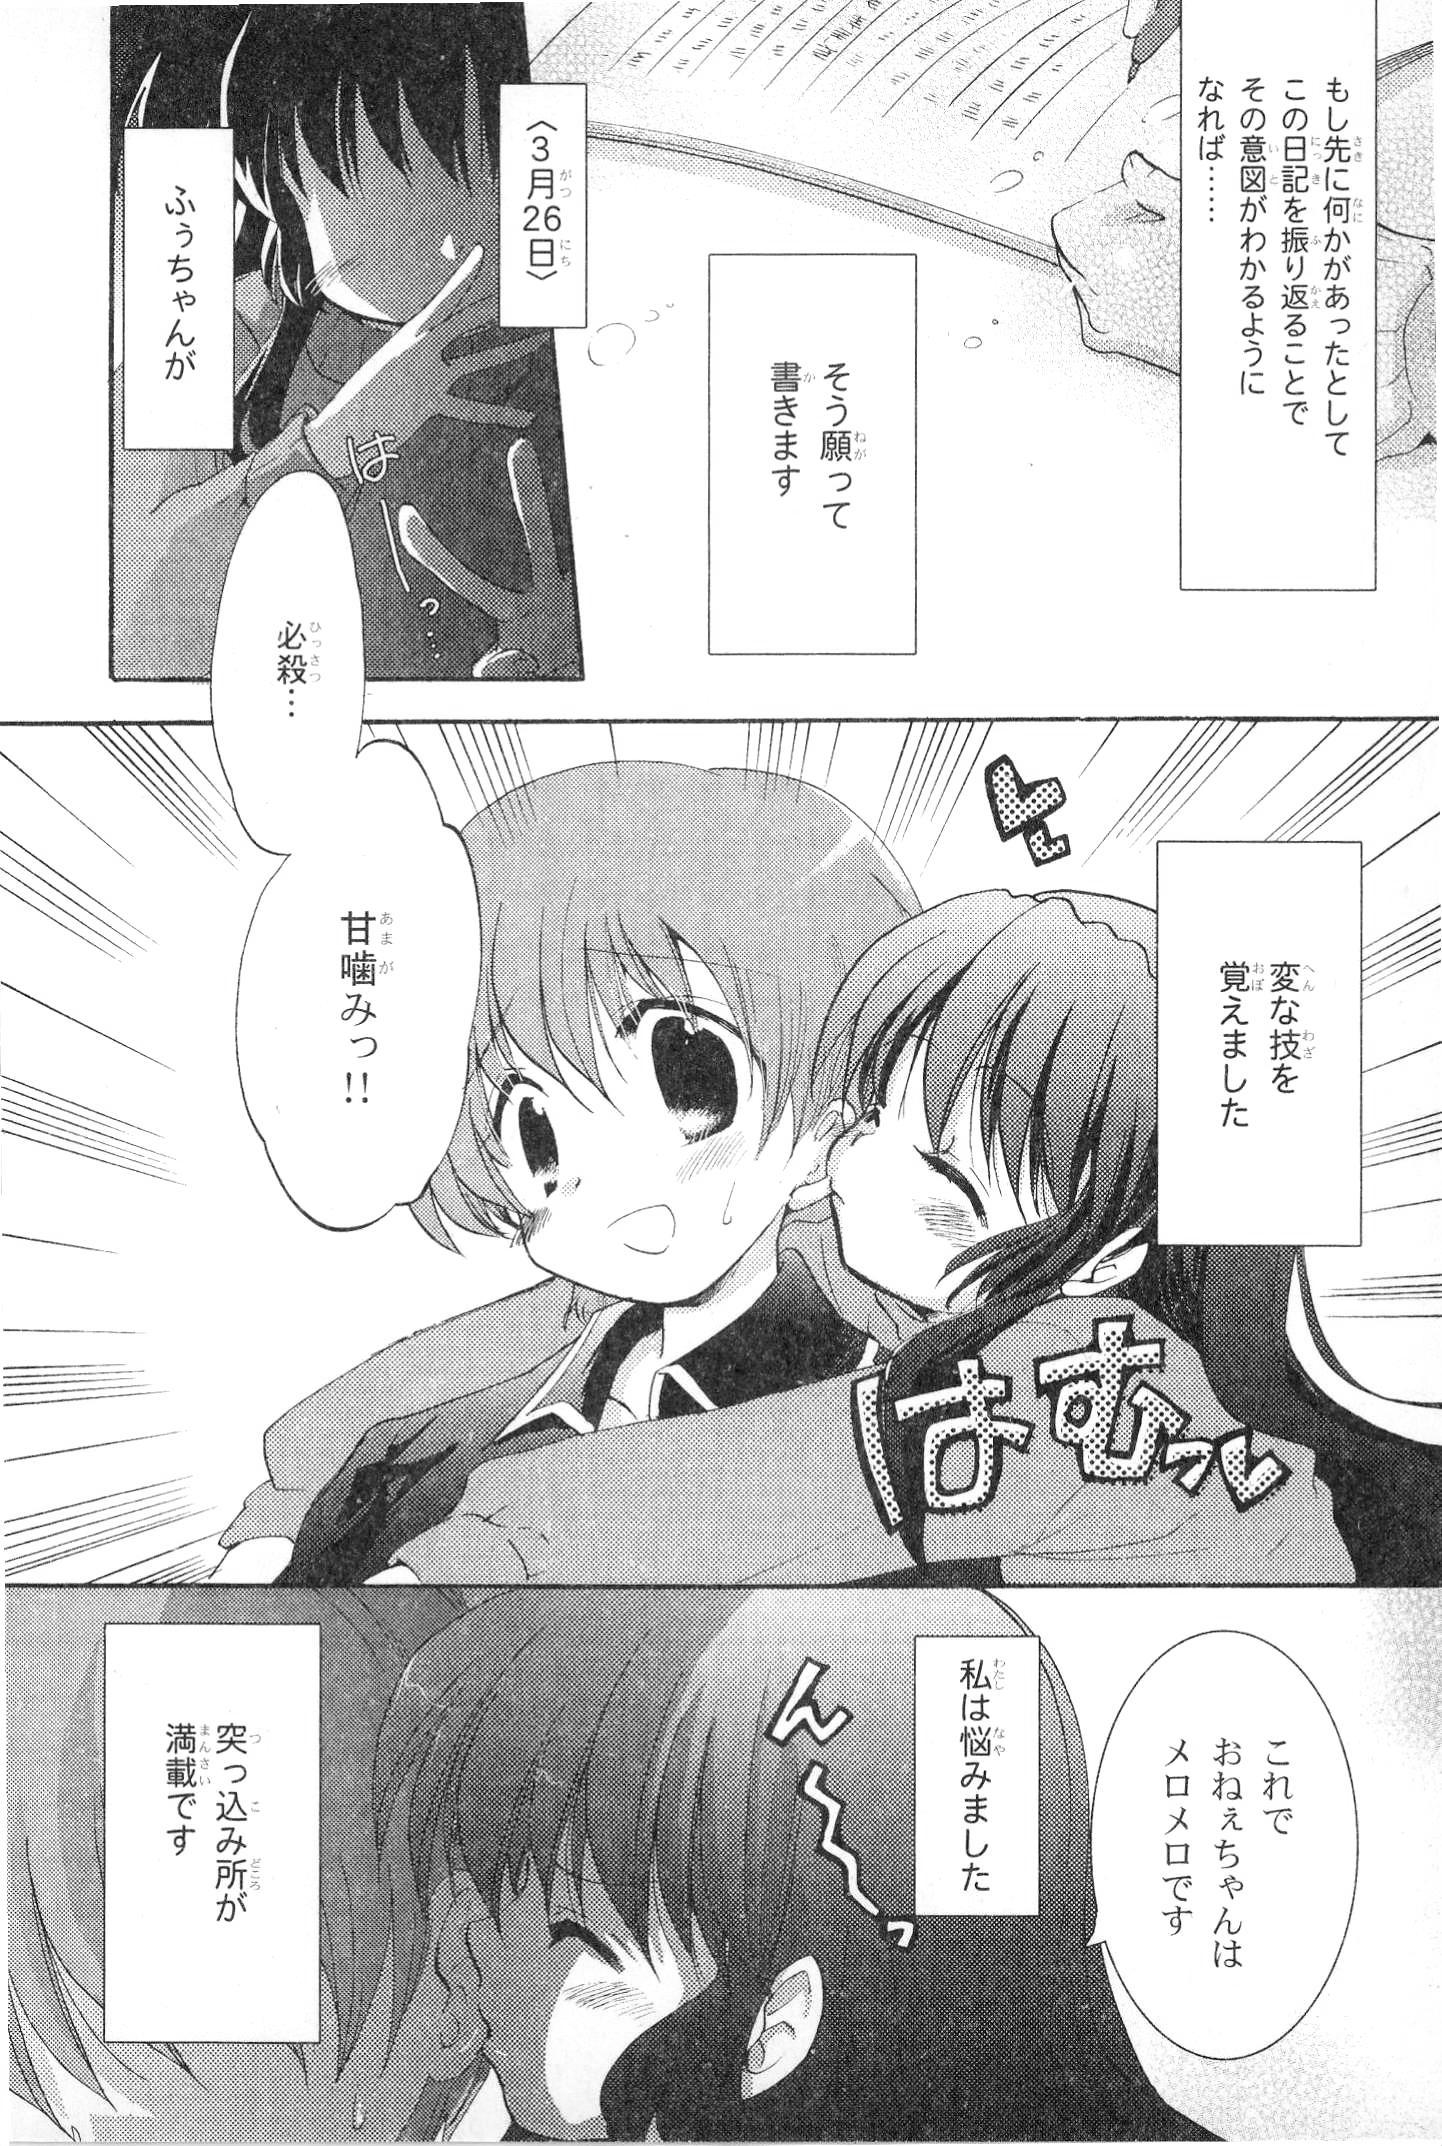 もし先に何かがあったとして
この日記を振り返ることで
その意図がわかるように
なれば……
そう願って
書きます
〈3月26日〉
ふぅちゃんが
はーっ…
必殺…
甘噛みっ!!
変な技を
覚えました
はむっ
これで
おねぇちゃんは
メロメロです
私は悩みました
ん〜っ
突っ込み所が
満載です